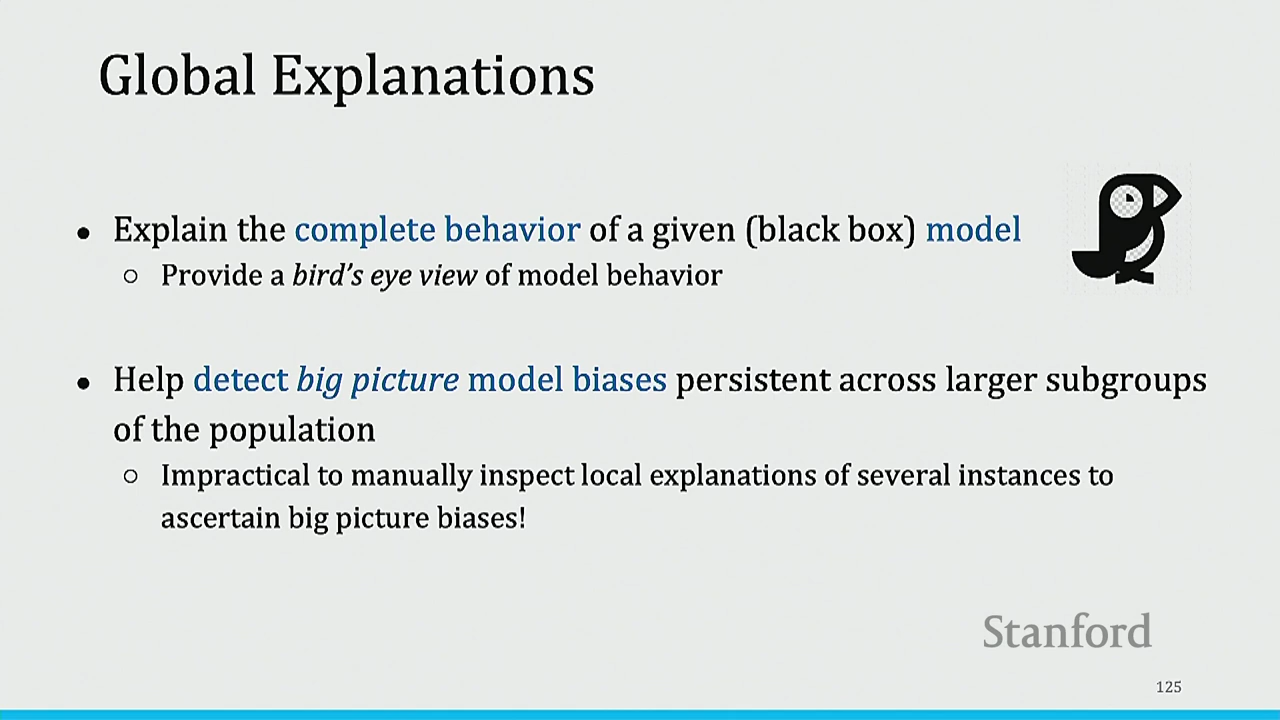 Global Explanations
● Explain the complete behavior of a given (black box) model
○ Provide a bird's eye view of model behavior
● Help detect big picture model biases persistent across larger subgroups
of the population
○ Impractical to manually inspect local explanations of several instances to
ascertain big picture biases!
Stanford
125